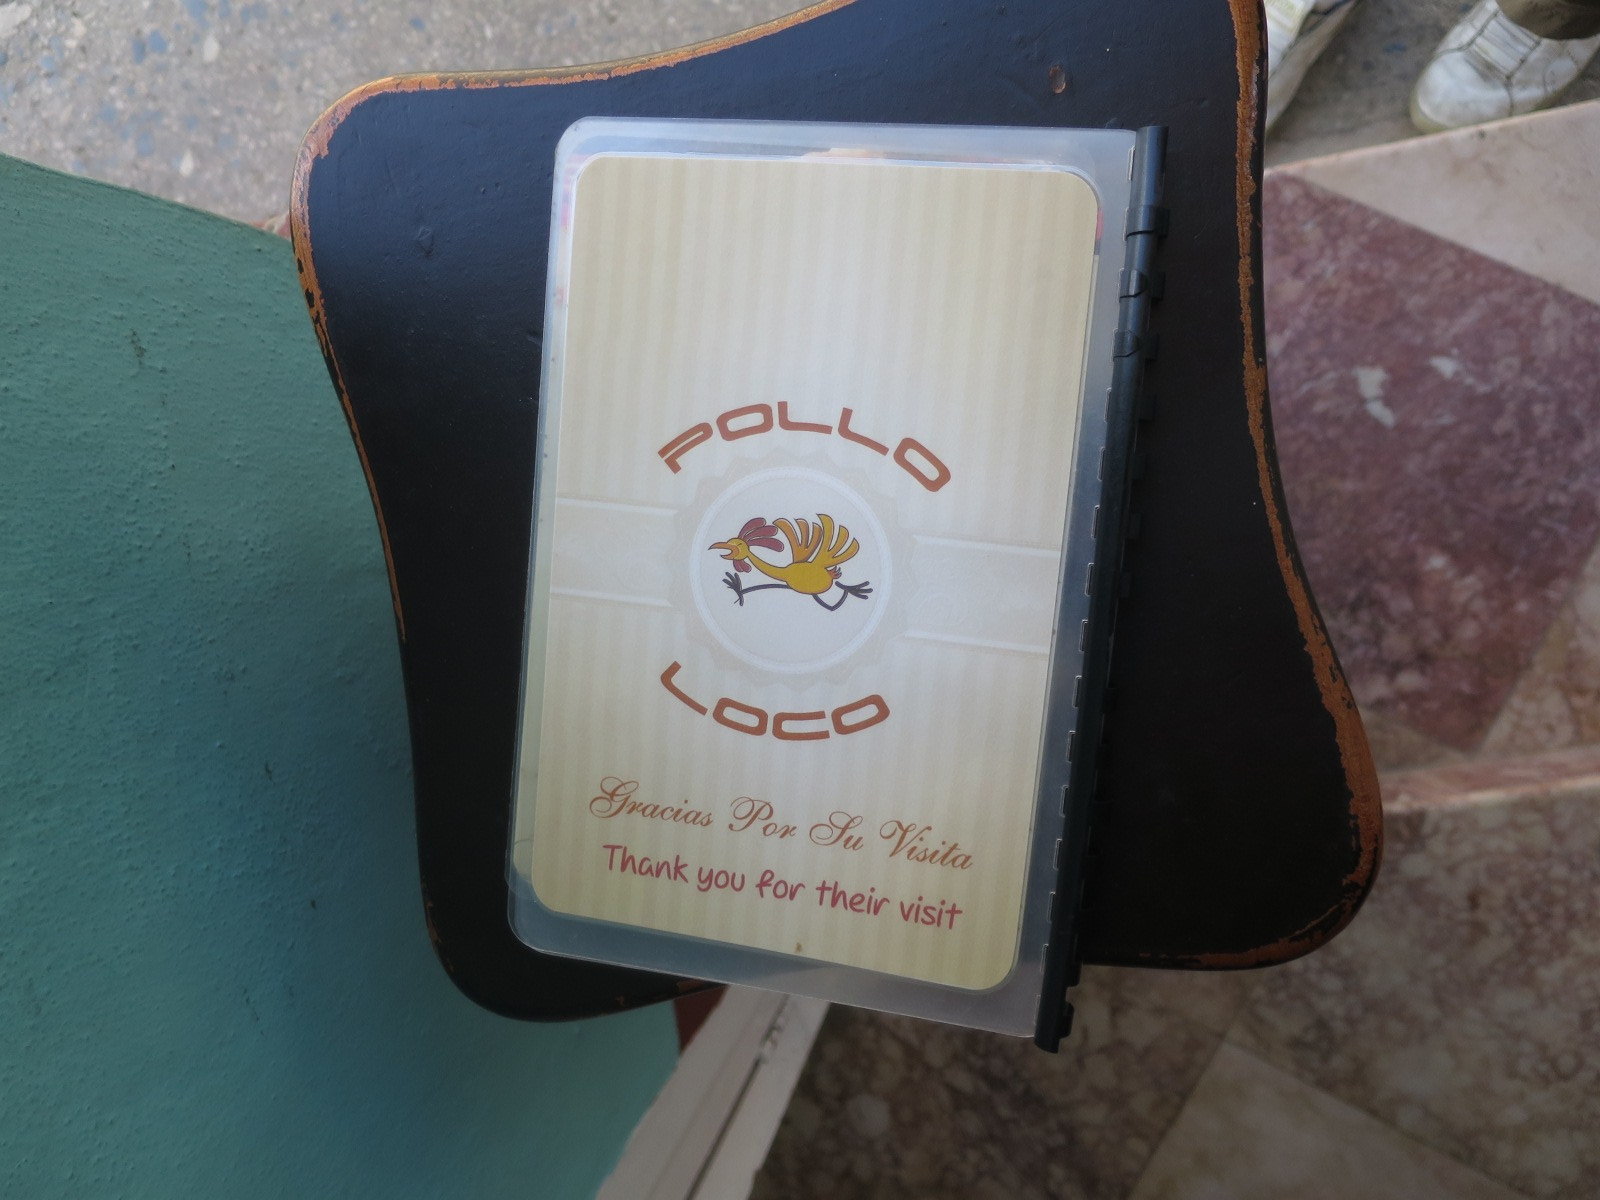 POLLO
LOCO
Gracias Por Su Visita
Thank you for their visit